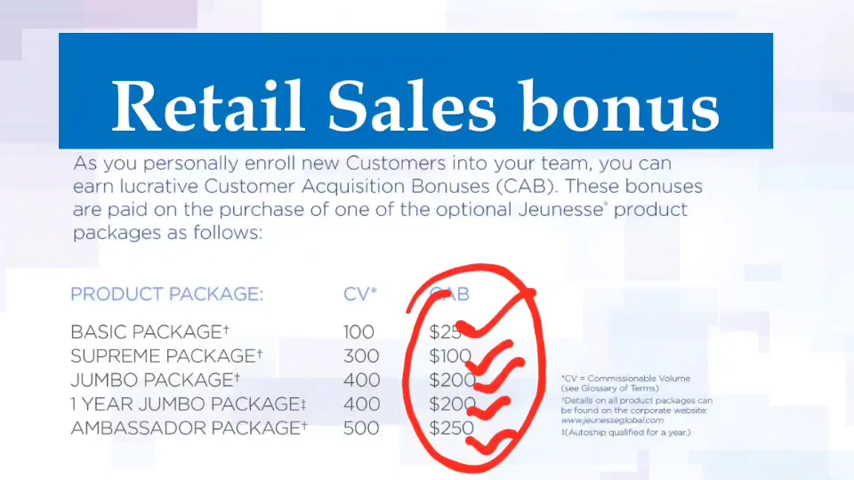 Retail Sales bonus
As you personally enroll new Customers into your team, you can
earn lucrative Customer Acquisition Bonuses (CAB). These bonuses
are paid on the purchase of one of the optional Jeunesse® product
packages as follows:
PRODUCT PACKAGE: CV* CAB
BASIC PACKAGE† 100 $25
SUPREME PACKAGE† 300 $100
JUMBO PACKAGE† 400 $200
1 YEAR JUMBO PACKAGE‡ 400 $200
AMBASSADOR PACKAGE† 500 $250
*CV = Commissionable Volume
(see Glossary of Terms)
†Details on all product packages can
be found on the corporate website:
www.jeunesseglobal.com
‡(Autoship qualified for a year.)